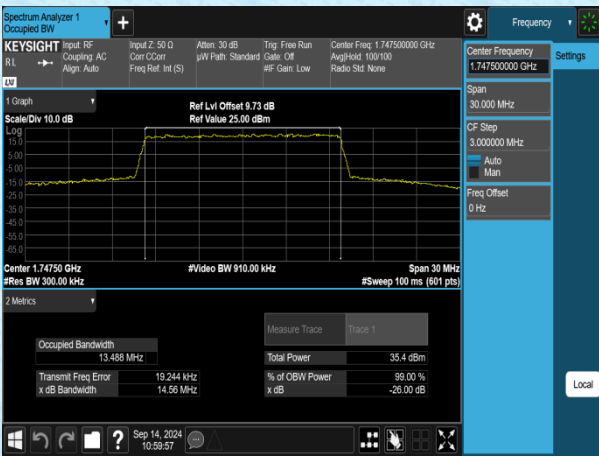 Spectrum Analyzer 1
Occupied BW
+
Frequency
KEYSIGHT
RL
LXI
Input: RF
Coupling: AC
Align: Auto
Input Z: 50 Ω
Corr CCorr
Freq Ref: Int (S)
Atten: 30 dB
µW Path: Standard
Trig: Free Run
Gate: Off
#IF Gain: Low
Center Freq: 1.747500000 GHz
Avg|Hold: 100/100
Radio Std: None
Center Frequency
1.747500000 GHz
Settings
Span
30.000 MHz
CF Step
3.000000 MHz
Auto
Man
Freq Offset
0 Hz
Local
1 Graph
Scale/Div 10.0 dB
Ref Lvl Offset 9.73 dB
Ref Value 25.00 dBm
Log
15.0
5.00
-5.00
-15.0
-25.0
-35.0
-45.0
-55.0
-65.0
Center 1.74750 GHz
#Video BW 910.00 kHz
Span 30 MHz
#Res BW 300.00 kHz
#Sweep 100 ms (601 pts)
2 Metrics
Measure Trace
Trace 1
Occupied Bandwidth
13.488 MHz
Total Power
35.4 dBm
Transmit Freq Error
19.244 kHz
% of OBW Power
99.00 %
x dB Bandwidth
14.56 MHz
x dB
-26.00 dB
?
Sep 14, 2024
10:59:57